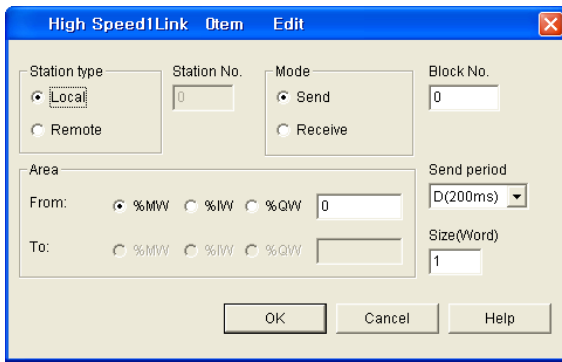 High Speed1Link 0tem Edit
Station type
Station No.
Mode
Block No.
Local
0
Send
0
Remote
Receive
Area
Send period
From:
%MW
%IW
%QW
0
D(200ms)
To:
%MW
%IW
%QW
Size(Word)
1
OK
Cancel
Help